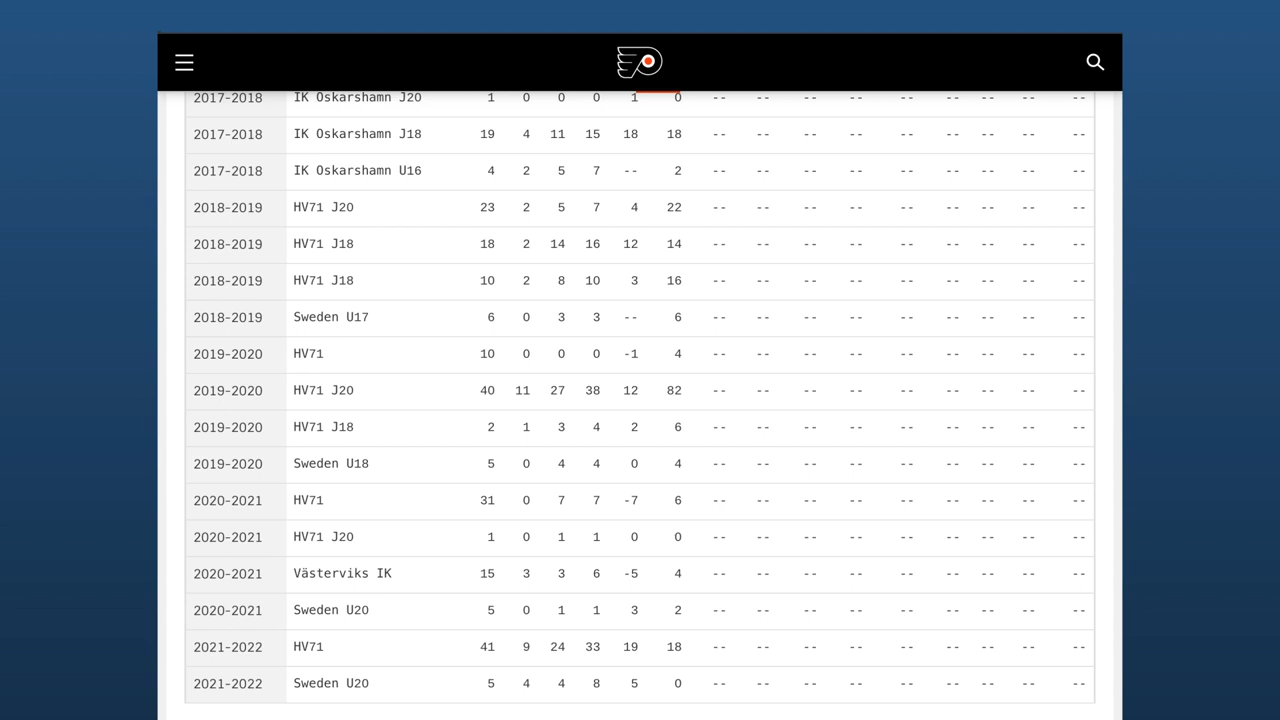 2017-2018 IK Oskarshamn J20 1 0 0 0 1 0 -- -- -- -- -- -- -- -- --
2017-2018 IK Oskarshamn J18 19 4 11 15 18 18 -- -- -- -- -- -- -- -- --
2017-2018 IK Oskarshamn U16 4 2 5 7 -- 2 -- -- -- -- -- -- -- -- --
2018-2019 HV71 J20 23 2 5 7 4 22 -- -- -- -- -- -- -- -- --
2018-2019 HV71 J18 18 2 14 16 12 14 -- -- -- -- -- -- -- -- --
2018-2019 HV71 J18 10 2 8 10 3 16 -- -- -- -- -- -- -- -- --
2018-2019 Sweden U17 6 0 3 3 -- 6 -- -- -- -- -- -- -- -- --
2019-2020 HV71 10 0 0 0 -1 4 -- -- -- -- -- -- -- -- --
2019-2020 HV71 J20 40 11 27 38 12 82 -- -- -- -- -- -- -- -- --
2019-2020 HV71 J18 2 1 3 4 2 6 -- -- -- -- -- -- -- -- --
2019-2020 Sweden U18 5 0 4 4 0 4 -- -- -- -- -- -- -- -- --
2020-2021 HV71 31 0 7 7 -7 6 -- -- -- -- -- -- -- -- --
2020-2021 HV71 J20 1 0 1 1 0 0 -- -- -- -- -- -- -- -- --
2020-2021 Västerviks IK 15 3 3 6 -5 4 -- -- -- -- -- -- -- -- --
2020-2021 Sweden U20 5 0 1 1 3 2 -- -- -- -- -- -- -- -- --
2021-2022 HV71 41 9 24 33 19 18 -- -- -- -- -- -- -- -- --
2021-2022 Sweden U20 5 4 4 8 5 0 -- -- -- -- -- -- -- -- --